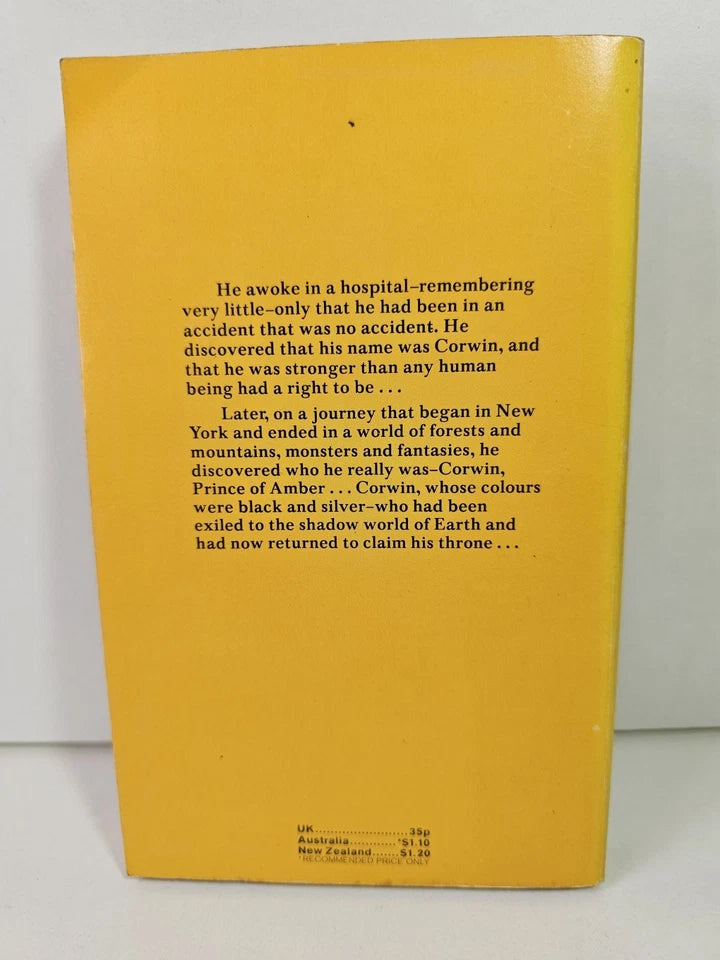 He awoke in a hospital–remembering
very little–only that he had been in an
accident that was no accident. He
discovered that his name was Corwin, and
that he was stronger than any human
being had a right to be ...
Later, on a journey that began in New
York and ended in a world of forests and
mountains, monsters and fantasies, he
discovered who he really was–Corwin,
Prince of Amber ... Corwin, whose colours
were black and silver–who had been
exiled to the shadow world of Earth and
had now returned to claim his throne ...
UK.......................35p
Australia............*$1.10
New Zealand......$1.20
*RECOMMENDED PRICE ONLY